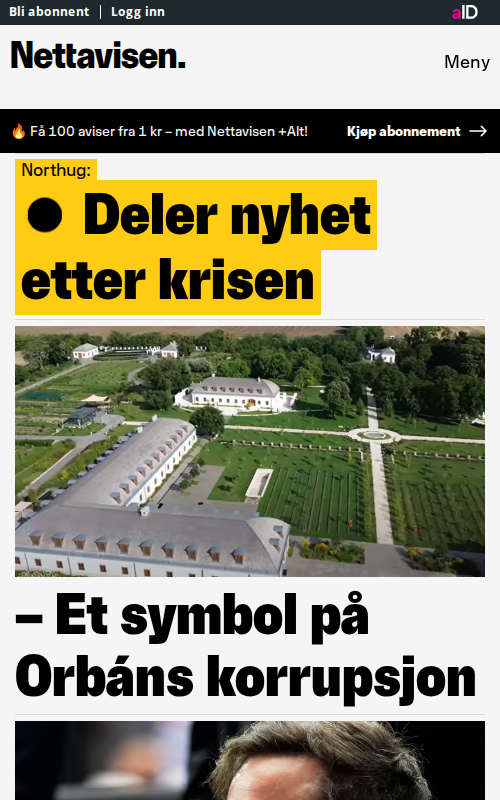 Bli abonnent | Logg inn
aID
Nettavisen.
Meny
🔥 Få 100 aviser fra 1 kr – med Nettavisen +Alt!
Kjøp abonnement →
Northug:
● Deler nyhet
etter krisen
– Et symbol på
Orbáns korrupsjon